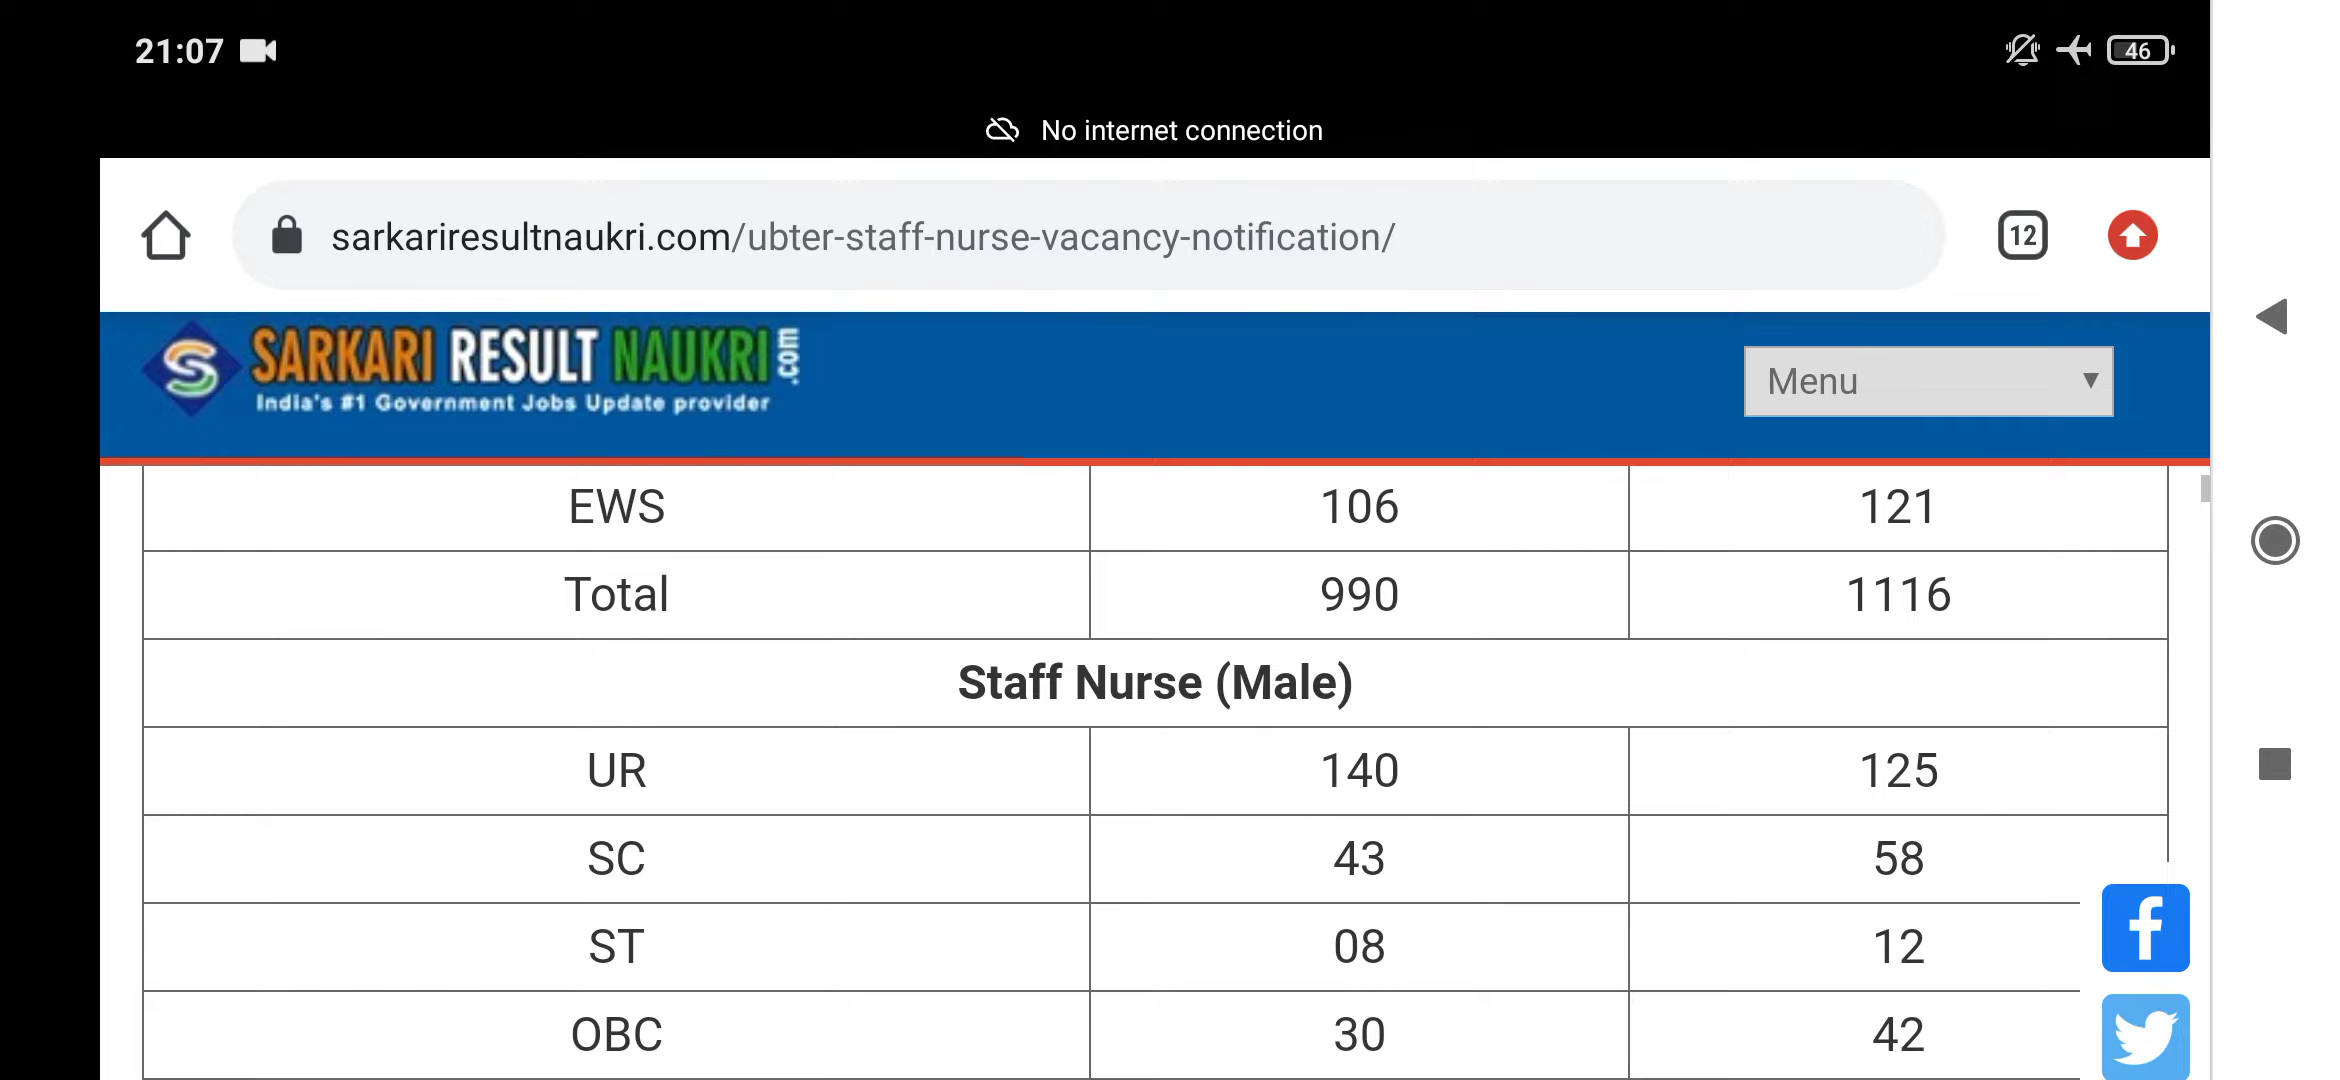 21:07
46
No internet connection
sarkariresultnaukri.com/ubter-staff-nurse-vacancy-notification/
12
SARKARI RESULT NAUKRI .com
India's #1 Government Jobs Update provider
Menu
EWS 106 121
Total 990 1116
Staff Nurse (Male)
UR 140 125
SC 43 58
ST 08 12
OBC 30 42